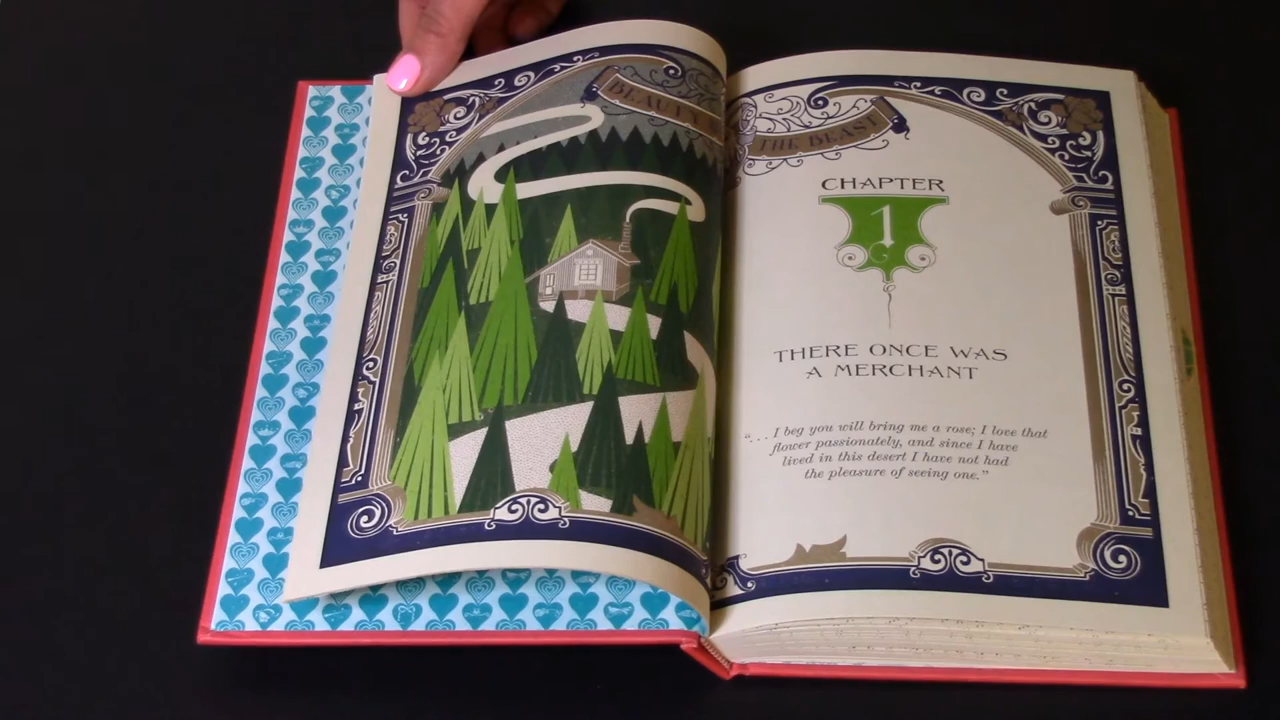 BEAUTY
THE BEAST
CHAPTER
1
THERE ONCE WAS
A MERCHANT
“. . . I beg you will bring me a rose; I love that
flower passionately, and since I have
lived in this desert I have not had
the pleasure of seeing one.”